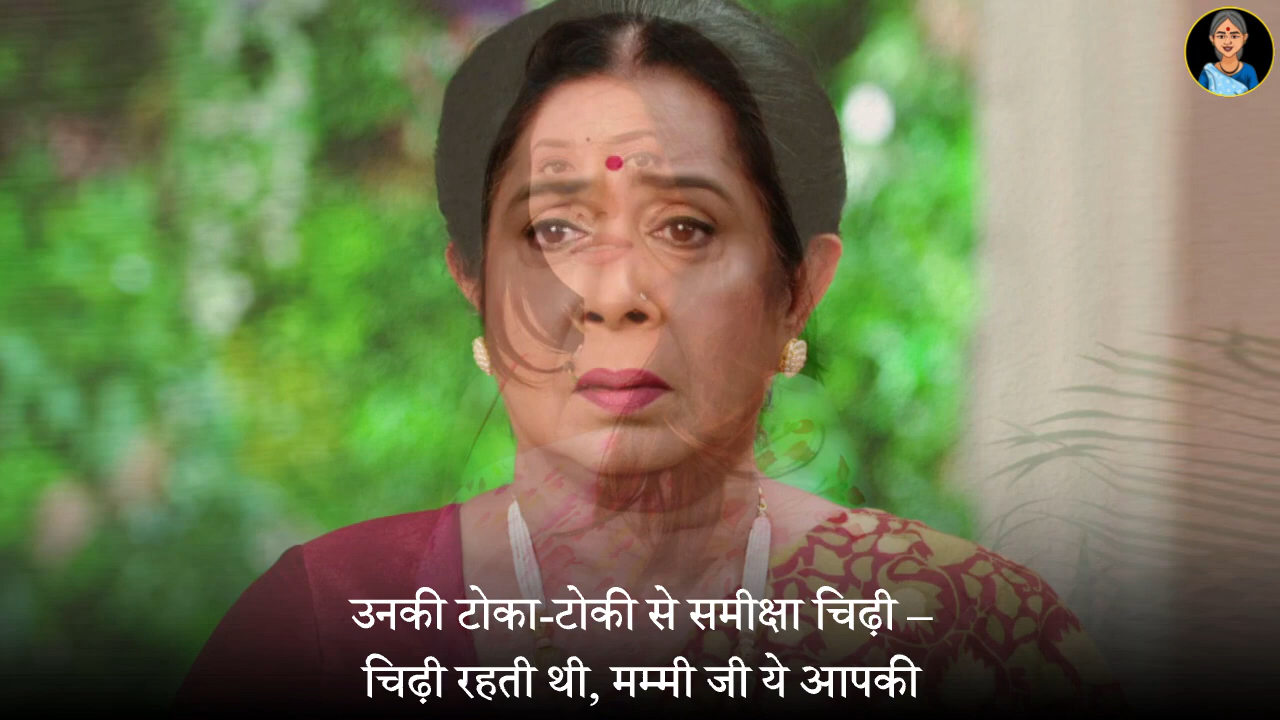 उनकी टोका-टोकी से समीक्षा चिढ़ी –
चिढ़ी रहती थी, मम्मी जी ये आपकी